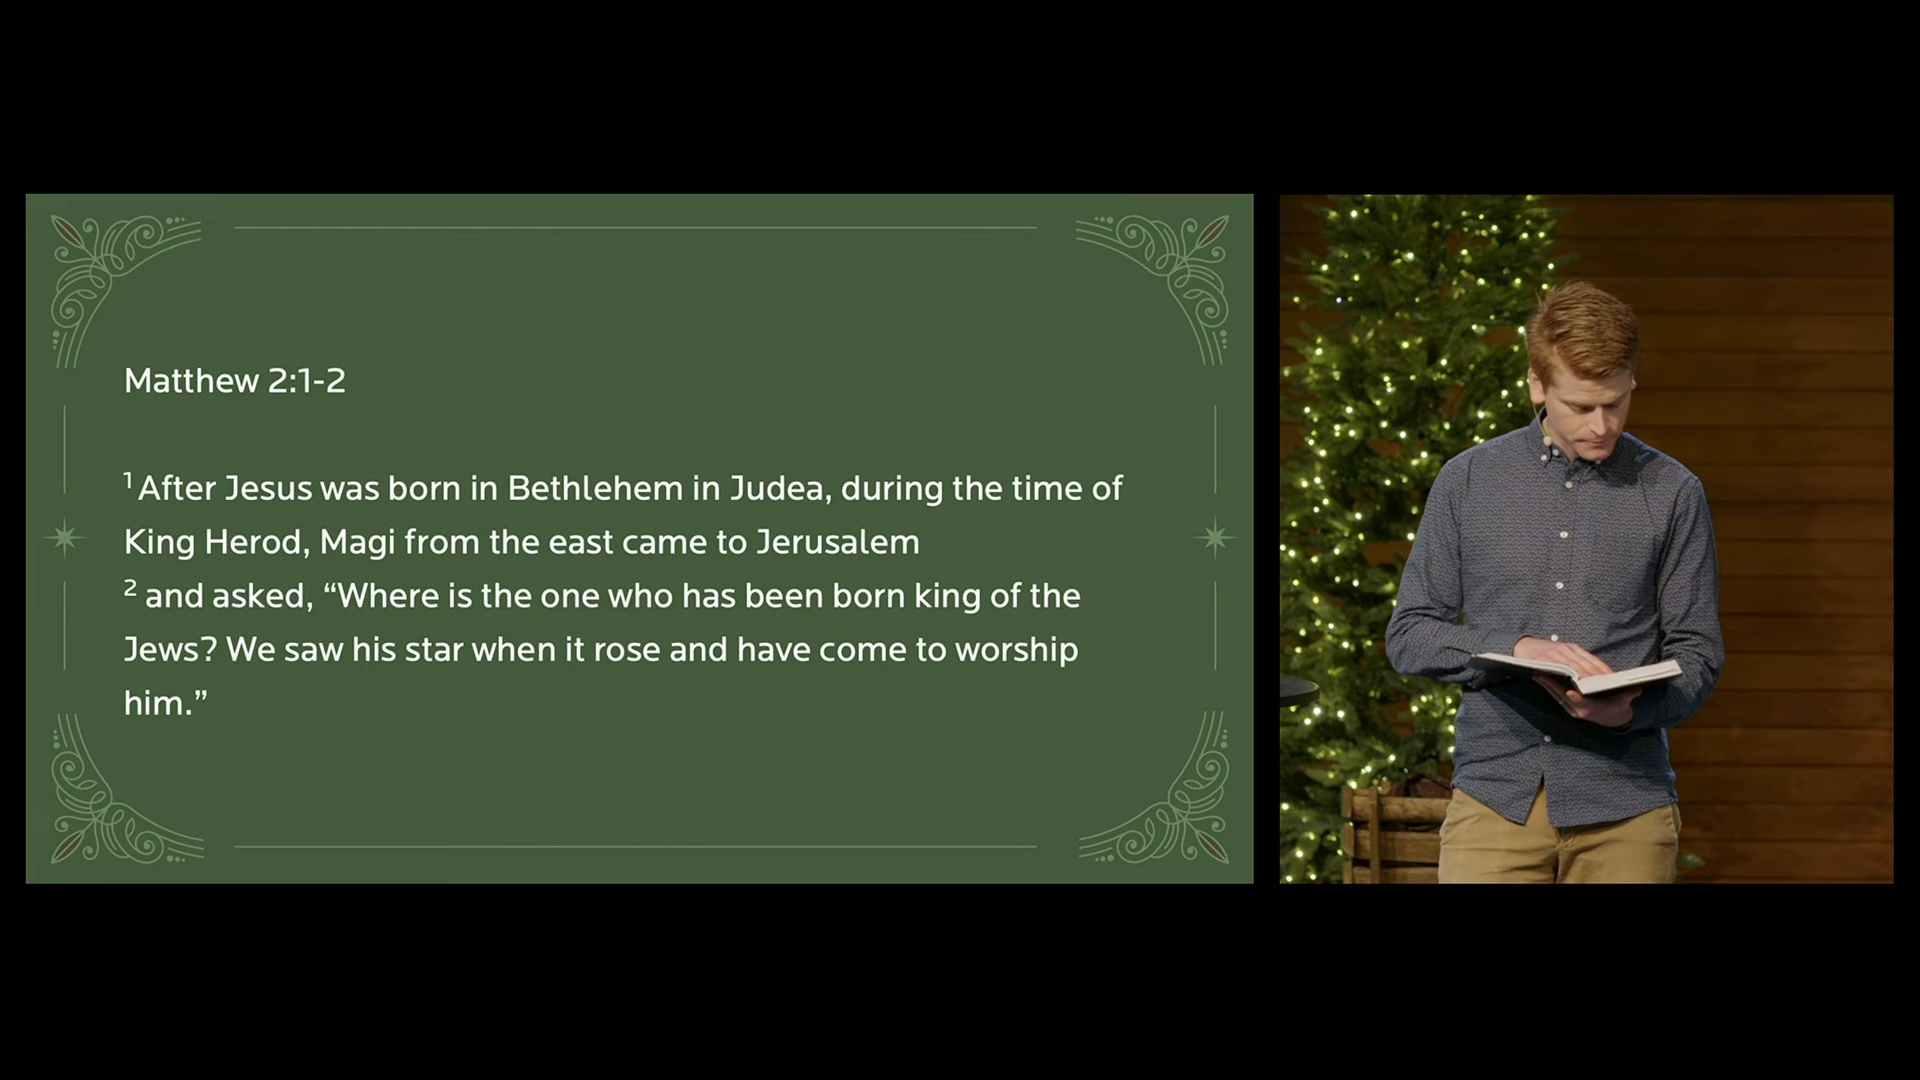 Matthew 2:1-2
1 After Jesus was born in Bethlehem in Judea, during the time of
King Herod, Magi from the east came to Jerusalem
2 and asked, “Where is the one who has been born king of the
Jews? We saw his star when it rose and have come to worship
him.”